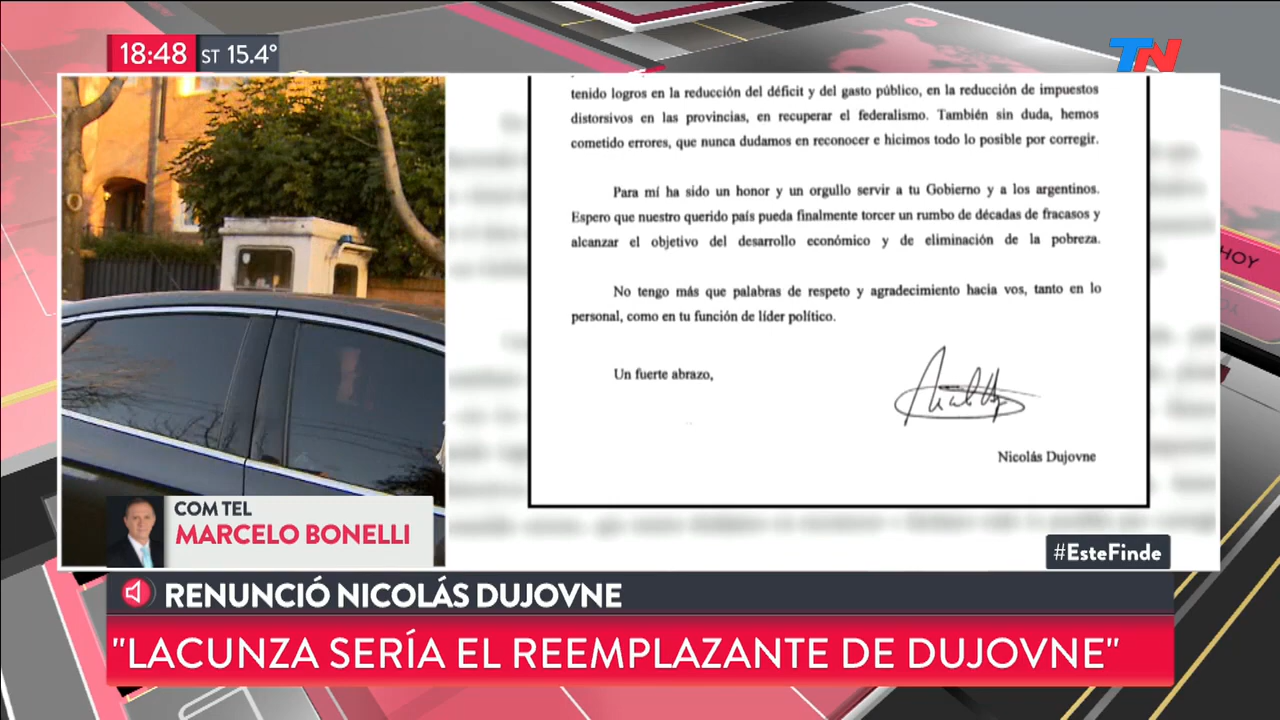 18:48 ST 15.4°
TN
tenido logros en la reducción del déficit y del gasto público, en la reducción de impuestos
distorsivos en las provincias, en recuperar el federalismo. También sin duda, hemos
cometido errores, que nunca dudamos en reconocer e hicimos todo lo posible por corregir.
Para mí ha sido un honor y un orgullo servir a tu Gobierno y a los argentinos.
Espero que nuestro querido país pueda finalmente torcer un rumbo de décadas de fracasos y
alcanzar el objetivo del desarrollo económico y de eliminación de la pobreza.
No tengo más que palabras de respeto y agradecimiento hacia vos, tanto en lo
personal, como en tu función de líder político.
Un fuerte abrazo,
Nicolás Dujovne
HOY
COM TEL
MARCELO BONELLI
#EsteFinde
RENUNCIÓ NICOLÁS DUJOVNE
"LACUNZA SERÍA EL REEMPLAZANTE DE DUJOVNE"